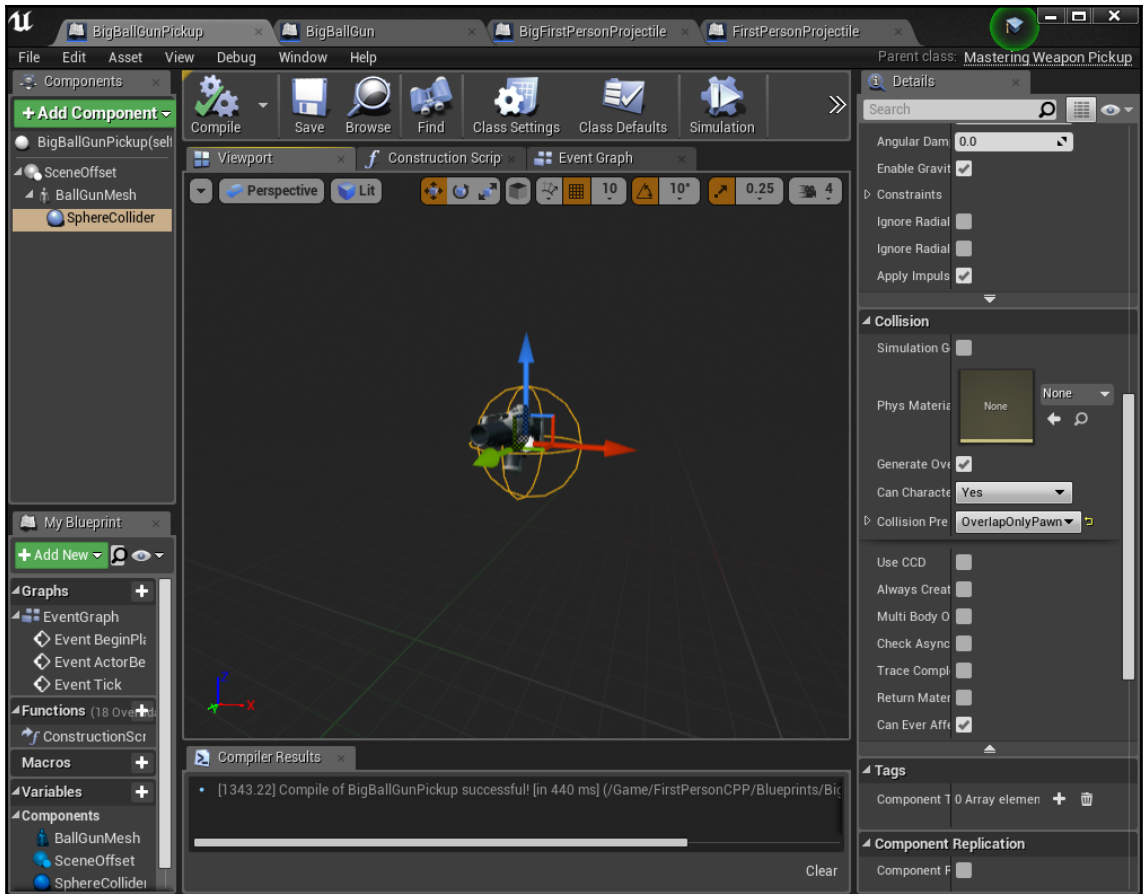 BigBallGunPickup
BigBallGun
BigFirstPersonProjectile
FirstPersonProjectile
File Edit Asset View Debug Window Help
Parent class: Mastering Weapon Pickup
Components
+ Add Component
BigBallGunPickup(self
SceneOffset
BallGunMesh
SphereCollider
Compile Save Browse Find Class Settings Class Defaults Simulation
Viewport
Construction Scrip
Event Graph
Perspective Lit 10 10° 0.25 4
Z
X
Y
My Blueprint
+ Add New
Graphs
EventGraph
Event BeginPla
Event ActorBe
Event Tick
Functions (18 Overrida
ConstructionScr
Macros
Variables
Components
BallGunMesh
SceneOffset
SphereCollider
Compiler Results
[1343.22] Compile of BigBallGunPickup successful! [in 440 ms] (/Game/FirstPersonCPP/Blueprints/Big
Clear
Details
Search
Angular Dam 0.0
Enable Gravit
Constraints
Ignore Radial
Ignore Radial
Apply Impuls
Collision
Simulation G
Phys Materia None None
Generate Ove
Can Characte Yes
Collision Pre OverlapOnlyPawn
Use CCD
Always Creat
Multi Body O
Check Async
Trace Compl
Return Mater
Can Ever Affe
Tags
Component T 0 Array elemen
Component Replication
Component R